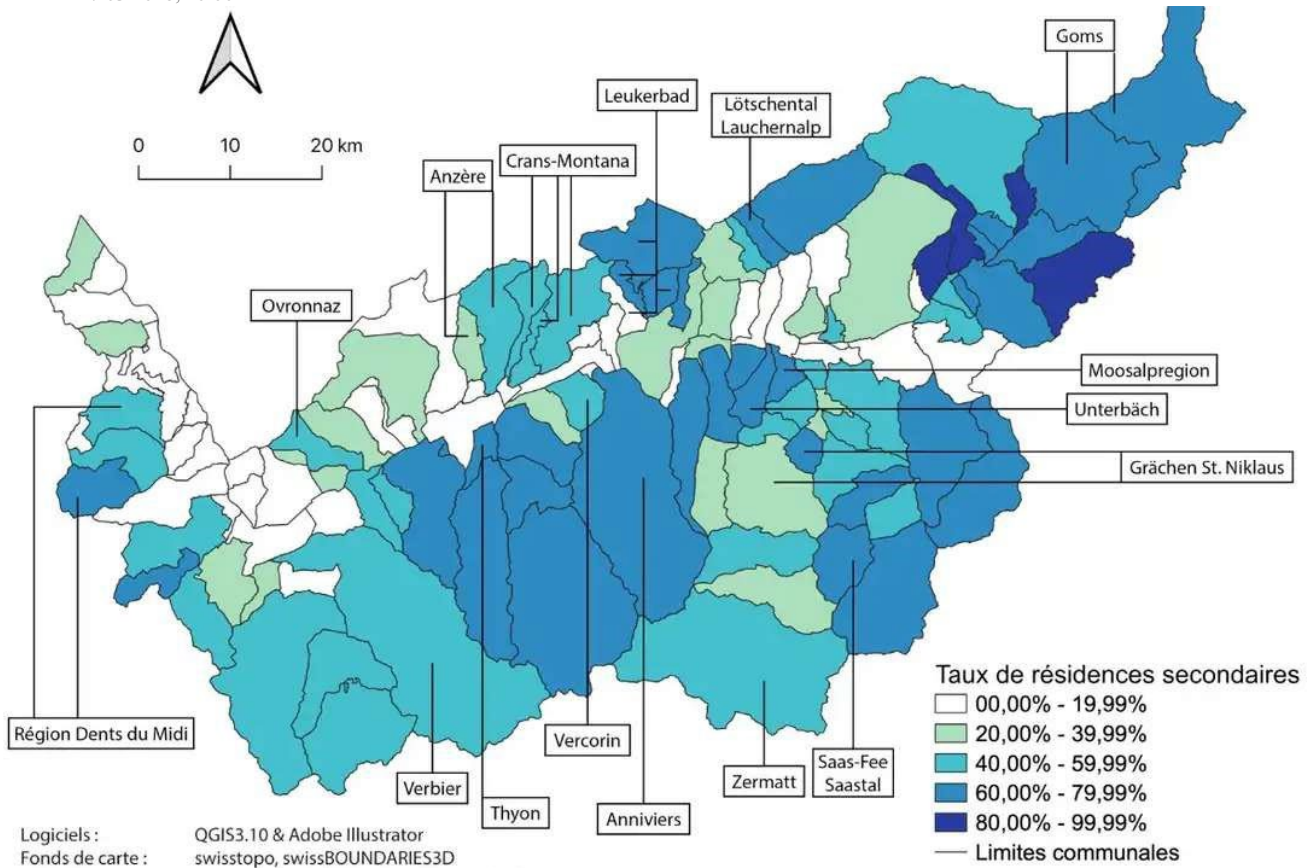 Goms
Leukerbad
Lötschental
Lauchernalp
0 10 20 km
Crans-Montana
Anzère
Ovronnaz
Moosalpregion
Unterbäch
Grächen St. Niklaus
Taux de résidences secondaires
00,00% - 19,99%
20,00% - 39,99%
40,00% - 59,99%
60,00% - 79,99%
80,00% - 99,99%
Limites communales
Région Dents du Midi
Vercorin
Saas-Fee
Saastal
Zermatt
Verbier
Thyon
Anniviers
Logiciels : QGIS3.10 & Adobe Illustrator
Fonds de carte : swisstopo, swissBOUNDARIES3D